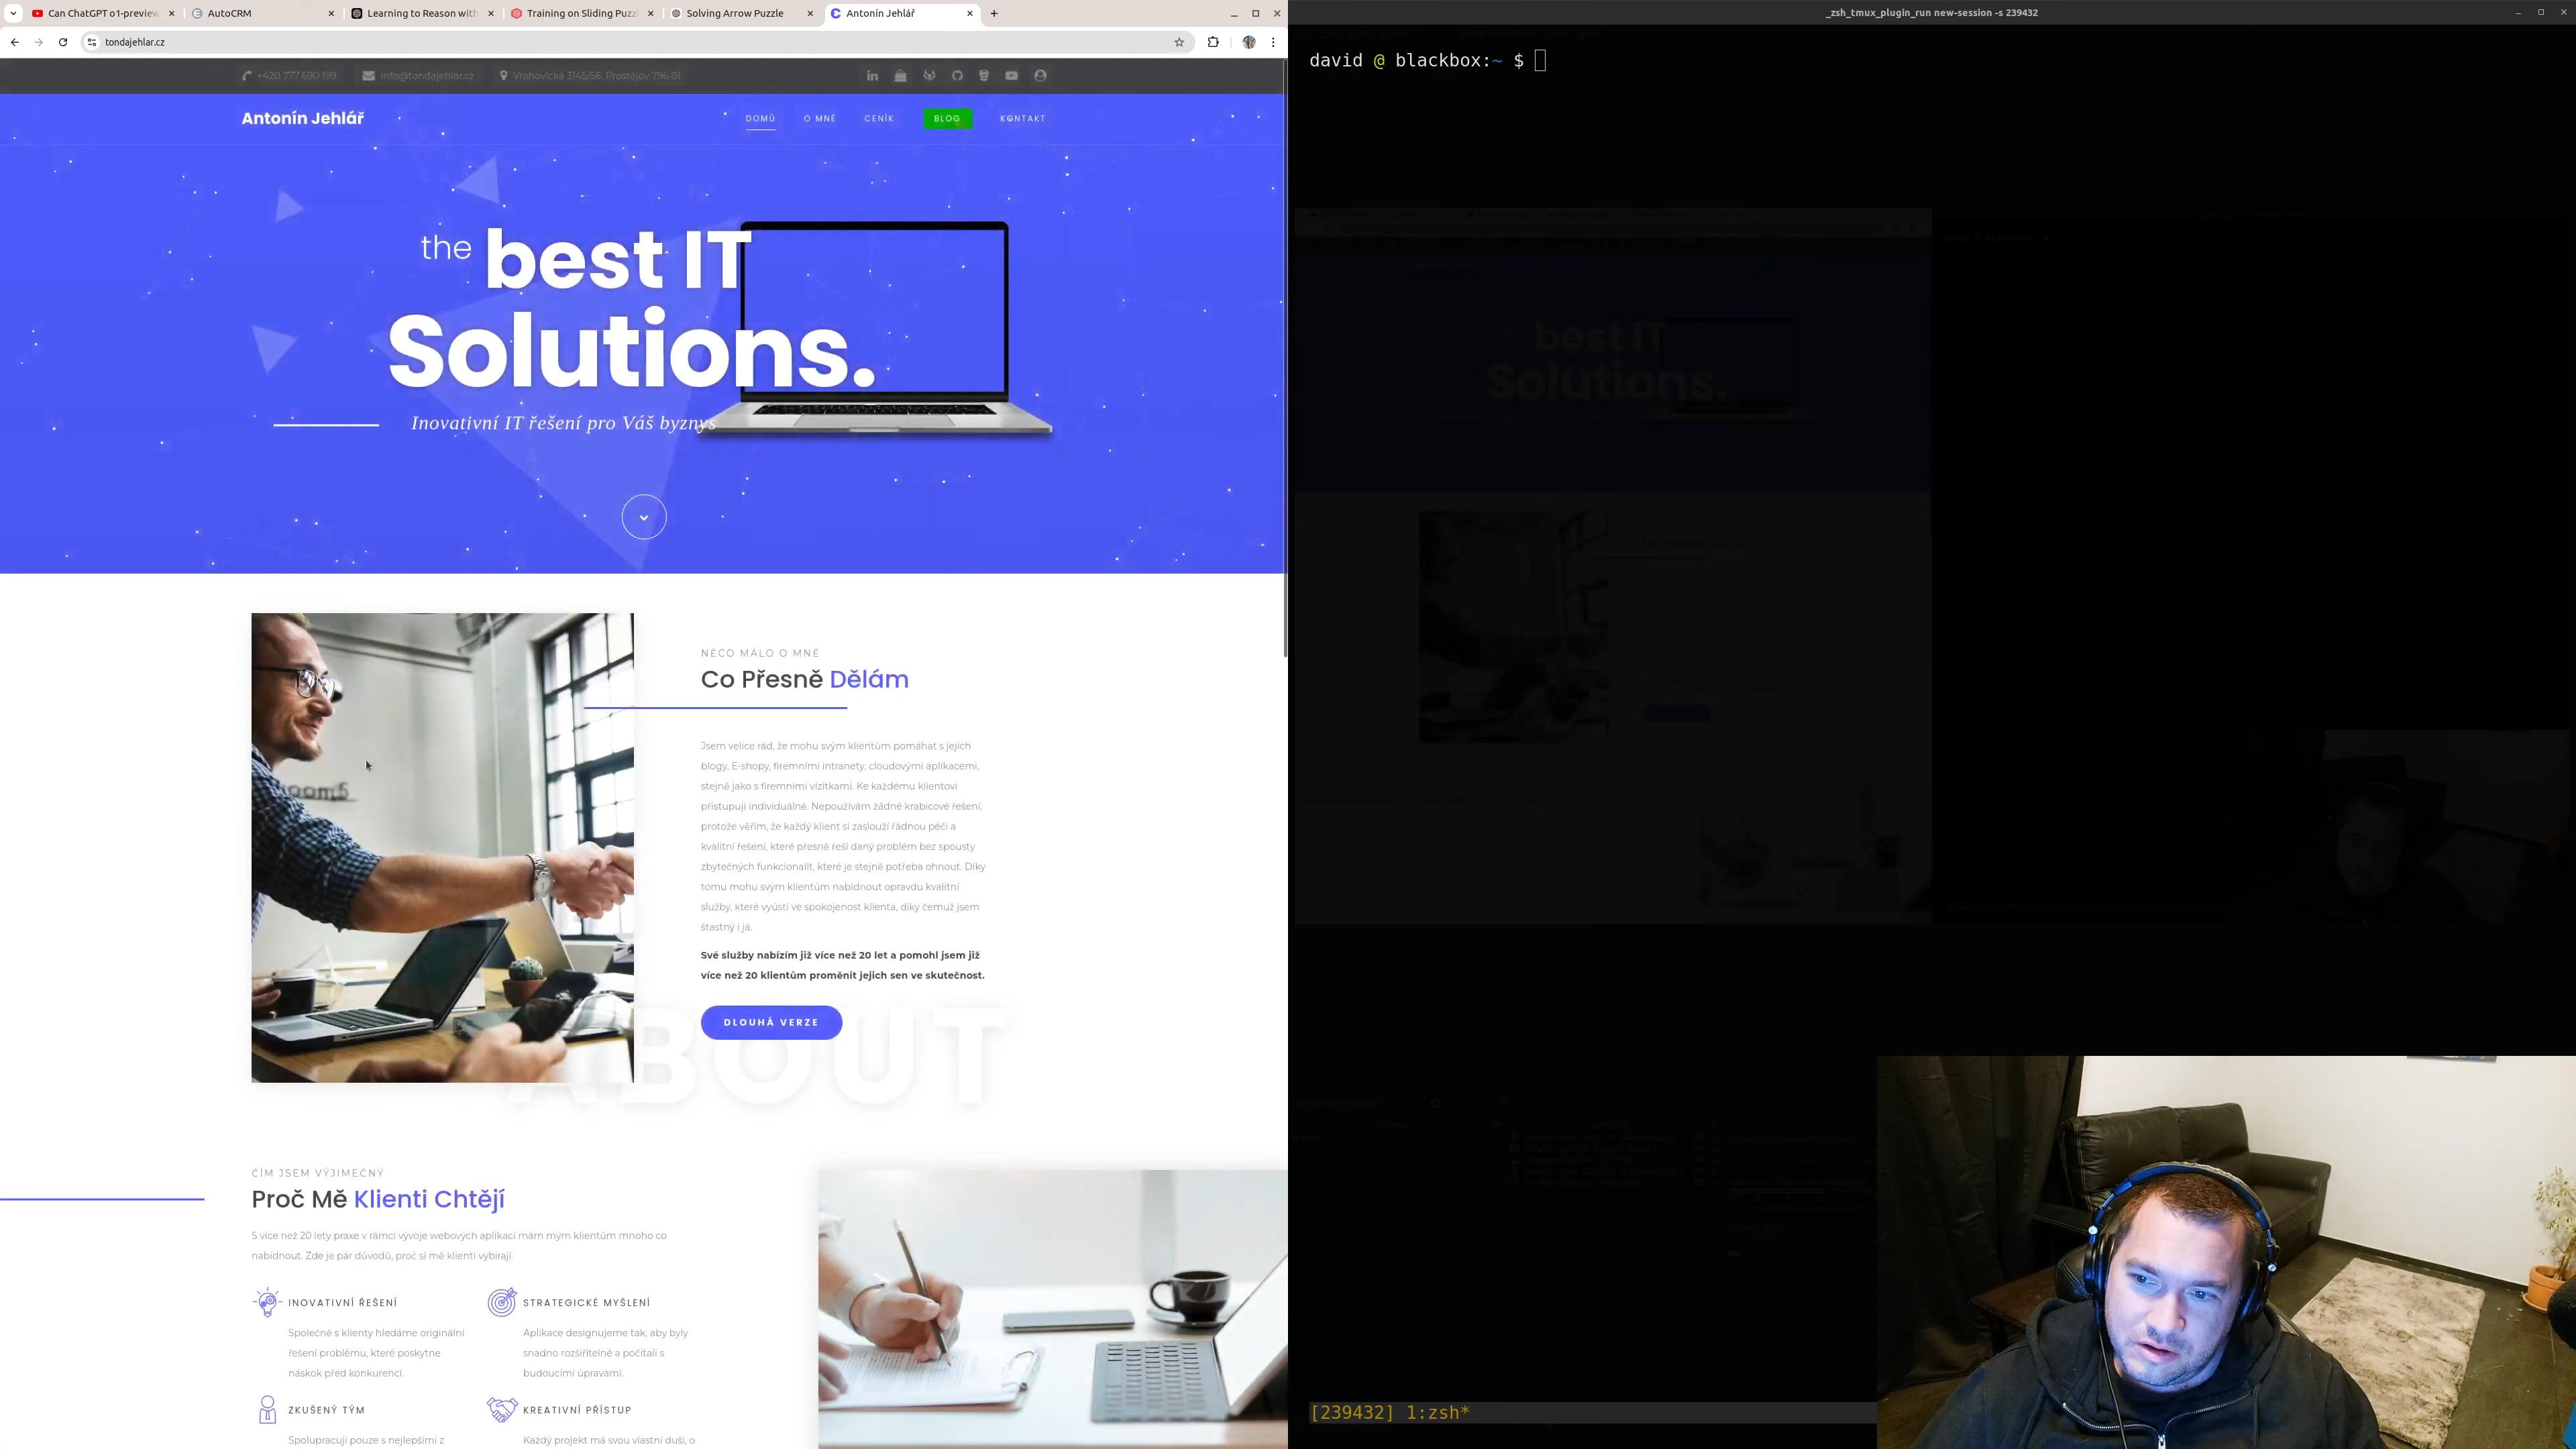 Can ChatGPT o1-preview
AutoCRM
Learning to Reason with
Training on Sliding Puzzl
Solving Arrow Puzzle
Antonín Jehlář
tondajehlar.cz
+420 777 690 199
info@tondajehlar.cz
Vrahovická 3145/56, Prostějov 796 01
Antonín Jehlář
DOMŮ
O MNĚ
CENÍK
BLOG
KONTAKT
the best IT
Solutions.
Inovativní IT řešení pro Váš byznys
NĚCO MÁLO O MNĚ
Co Přesně Dělám
Jsem velice rád, že mohu svým klientům pomáhat s jejich
blogy, E-shopy, firemními intranety, cloudovými aplikacemi,
stejně jako s firemními vizitkami. Ke každému klientovi
přistupuji individuálně. Nepoužívám žádné krabicové řešení,
protože věřím, že každý klient si zaslouží řádnou péči a
kvalitní řešení, které přesně řeší daný problém bez spousty
zbytečných funkcionalit, které je stejně potřeba ohnout. Díky
tomu mohu svým klientům nabídnout opravdu kvalitní
služby, které vyústí ve spokojenost klienta, díky čemuž jsem
šťastný i já.
Své služby nabízím již více než 20 let a pomohl jsem již
více než 20 klientům proměnit jejich sen ve skutečnost.
DLOUHÁ VERZE
ABOUT
ČÍM JSEM VÝJIMEČNÝ
Proč Mě Klienti Chtějí
S více než 20 lety praxe v rámci vývoje webových aplikací mám mým klientům mnoho co
nabídnout. Zde je pár důvodů, proč si mě klienti vybírají.
INOVATIVNÍ ŘEŠENÍ
Společně s klienty hledáme originální
řešení problému, které poskytne
náskok před konkurencí.
STRATEGICKÉ MYŠLENÍ
Aplikace designujeme tak, aby byly
snadno rozšiřitelné a počítali s
budoucími úpravami.
ZKUŠENÝ TÝM
Spolupracuji pouze s nejlepšími z
KREATIVNÍ PŘÍSTUP
Každý projekt má svou vlastní duši, o
_zsh_tmux_plugin_run new-session -s 239432
david @ blackbox:~ $
best IT
Solutions.
[239432] 1:zsh*